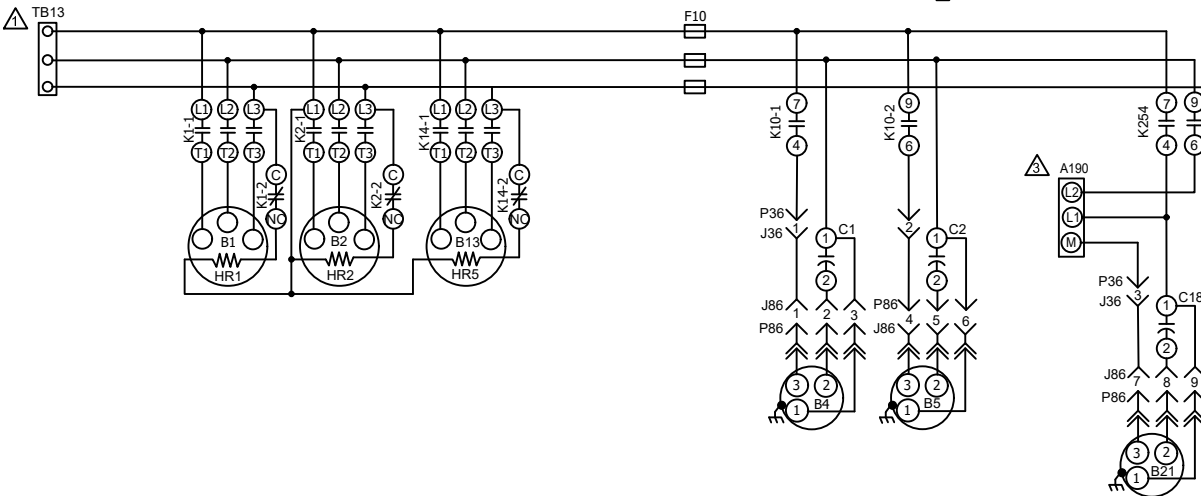 1 TB13
F10
L1 L2 L3 L1 L2 L3 L1 L2 L3
K1-1 K2-1 K14-1
T1 T2 T3 T1 T2 T3 T1 T2 T3
C C C
K1-2 K2-2 K14-2
NC NC NC
B1 B2 B13
HR1 HR2 HR5
7 9 7 9
K10-1 K10-2 K254
4 6 4 6
3 A190
L2
L1
M
P36
J36 1 2
1 C1 1 C2
2 2
J86 1 2 3
P86
P86 4 5 6
J86
3 2 3 2
1 B4 1 B5
P36
J36 3
1 C18
2
J86 7 8 9
P86
3 2
1 B21